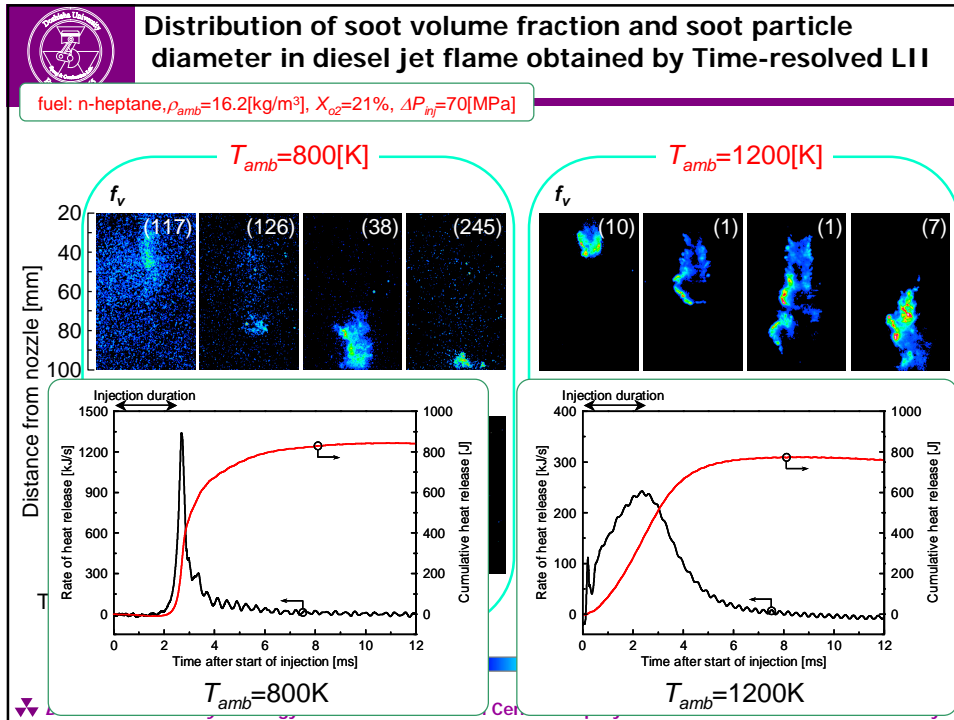 Distribution of soot volume fraction and soot particle
diameter in diesel jet flame obtained by Time-resolved LII
Doshisha University
fuel: n-heptane,ρamb=16.2[kg/m³], Xo2=21%, ΔPinj=70[MPa]
Tamb=800[K]
Tamb=1200[K]
fv
fv
(117) (126) (38) (245)
(10) (1) (1) (7)
Distance from nozzle [mm]
20
40
60
80
100
Injection duration
Rate of heat release [kJ/s]
1500
1200
900
600
300
0
Cumulative heat release [J]
1000
800
600
400
200
0
0 2 4 6 8 10 12
Time after start of injection [ms]
Tamb=800K
Injection duration
Rate of heat release [kJ/s]
400
300
200
100
0
Cumulative heat release [J]
1000
800
600
400
200
0
0 2 4 6 8 10 12
Time after start of injection [ms]
Tamb=1200K